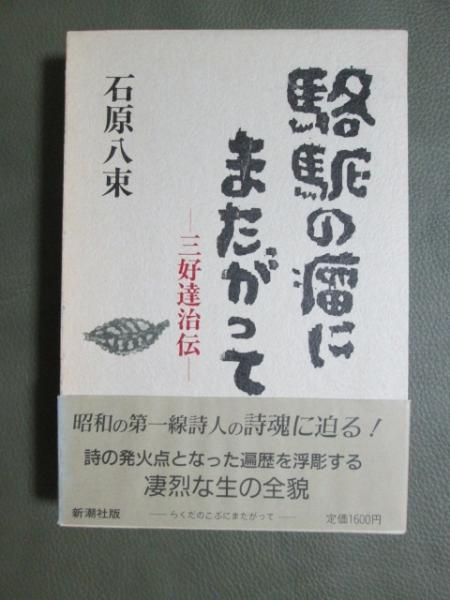 駱駝の瘤に
またがって
―三好達治伝―
石原八束
昭和の第一線詩人の詩魂に迫る!
詩の発火点となった遍歴を浮彫する
凄烈な生の全貌
新潮社版
―らくだのこぶにまたがって―
定価1600円